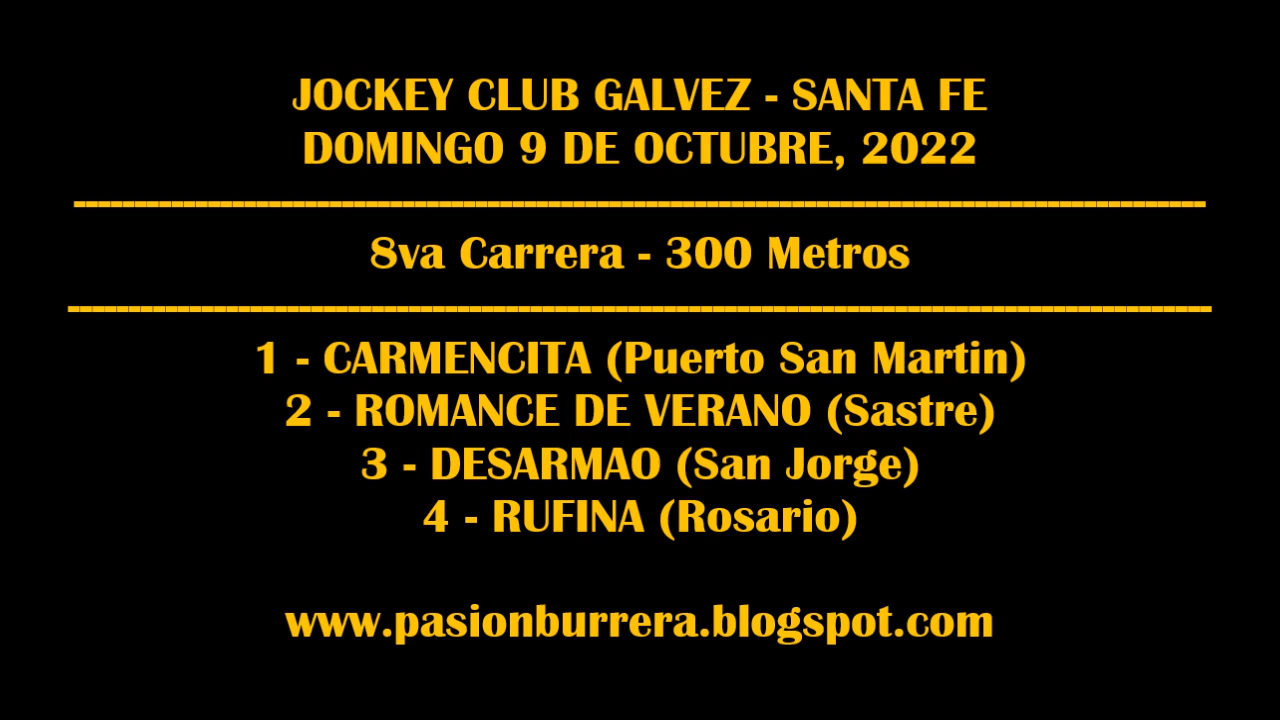 JOCKEY CLUB GALVEZ - SANTA FE
DOMINGO 9 DE OCTUBRE, 2022
8va Carrera - 300 Metros
1 - CARMENCITA (Puerto San Martin)
2 - ROMANCE DE VERANO (Sastre)
3 - DESARMAO (San Jorge)
4 - RUFINA (Rosario)
www.pasionburrera.blogspot.com